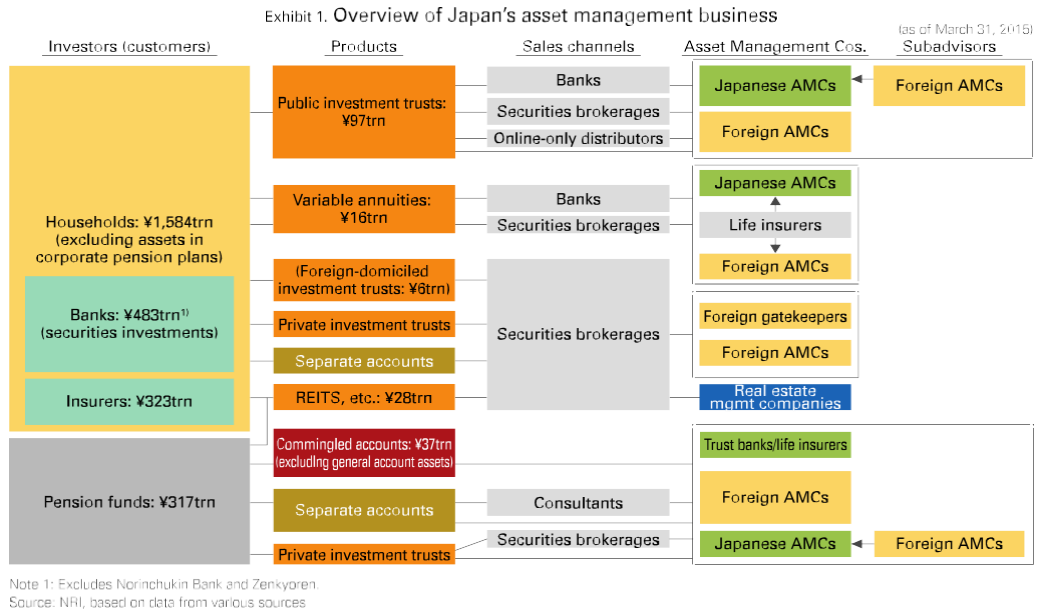 Exhibit 1. Overview of Japan's asset management business
(as of March 31, 2015)
Investors (customers)
Products
Sales channels
Asset Management Cos.
Subadvisors
Households: ¥1,584trn
(excluding assets in
corporate pension plans)
Banks: ¥483trn1)
(securities investments)
Insurers: ¥323trn
Pension funds: ¥317trn
Public investment trusts:
¥97trn
Variable annuities:
¥16trn
(Foreign-domiciled
investment trusts: ¥6trn)
Private investment trusts
Separate accounts
REITS, etc.: ¥28trn
Commingled accounts: ¥37trn
(excluding general account assets)
Separate accounts
Private investment trusts
Banks
Securities brokerages
Online-only distributors
Banks
Securities brokerages
Securities brokerages
Consultants
Securities brokerages
Japanese AMCs
Foreign AMCs
Japanese AMCs
Life insurers
Foreign AMCs
Foreign gatekeepers
Foreign AMCs
Real estate
mgmt companies
Trust banks/life insurers
Foreign AMCs
Japanese AMCs
Foreign AMCs
Foreign AMCs
Note 1: Excludes Norinchukin Bank and Zenkyoren.
Source: NRI, based on data from various sources